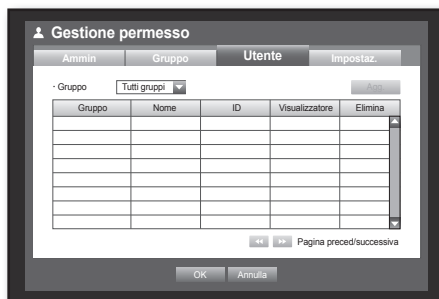 Gestione permesso
Ammin Gruppo Utente Impostaz.
· Gruppo Tutti gruppi Agg.
Gruppo Nome ID Visualizzatore Elimina
Pagina preced/successiva
OK Annulla